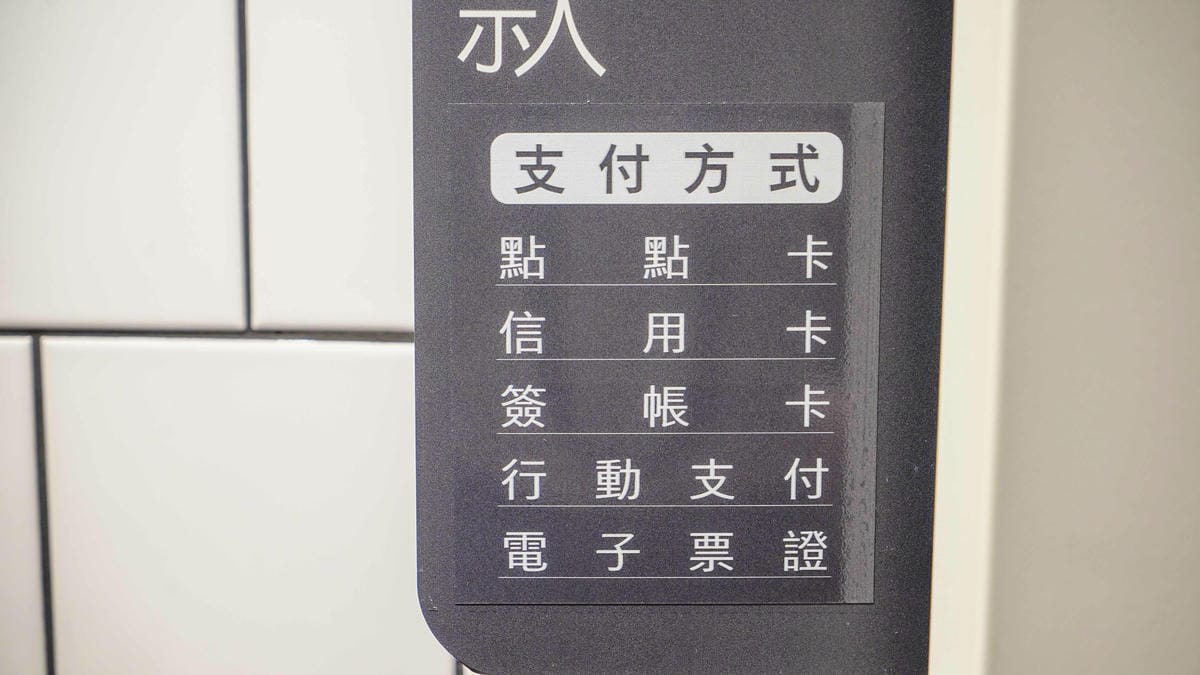 支付方式
點點卡
信用卡
簽帳卡
行動支付
電子票證